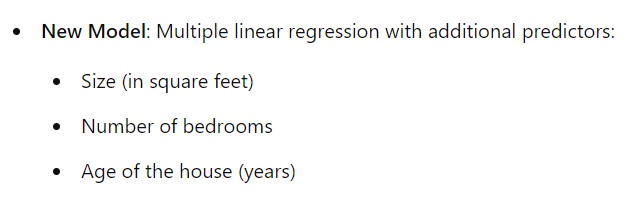 • New Model: Multiple linear regression with additional predictors:
• Size (in square feet)
• Number of bedrooms
• Age of the house (years)